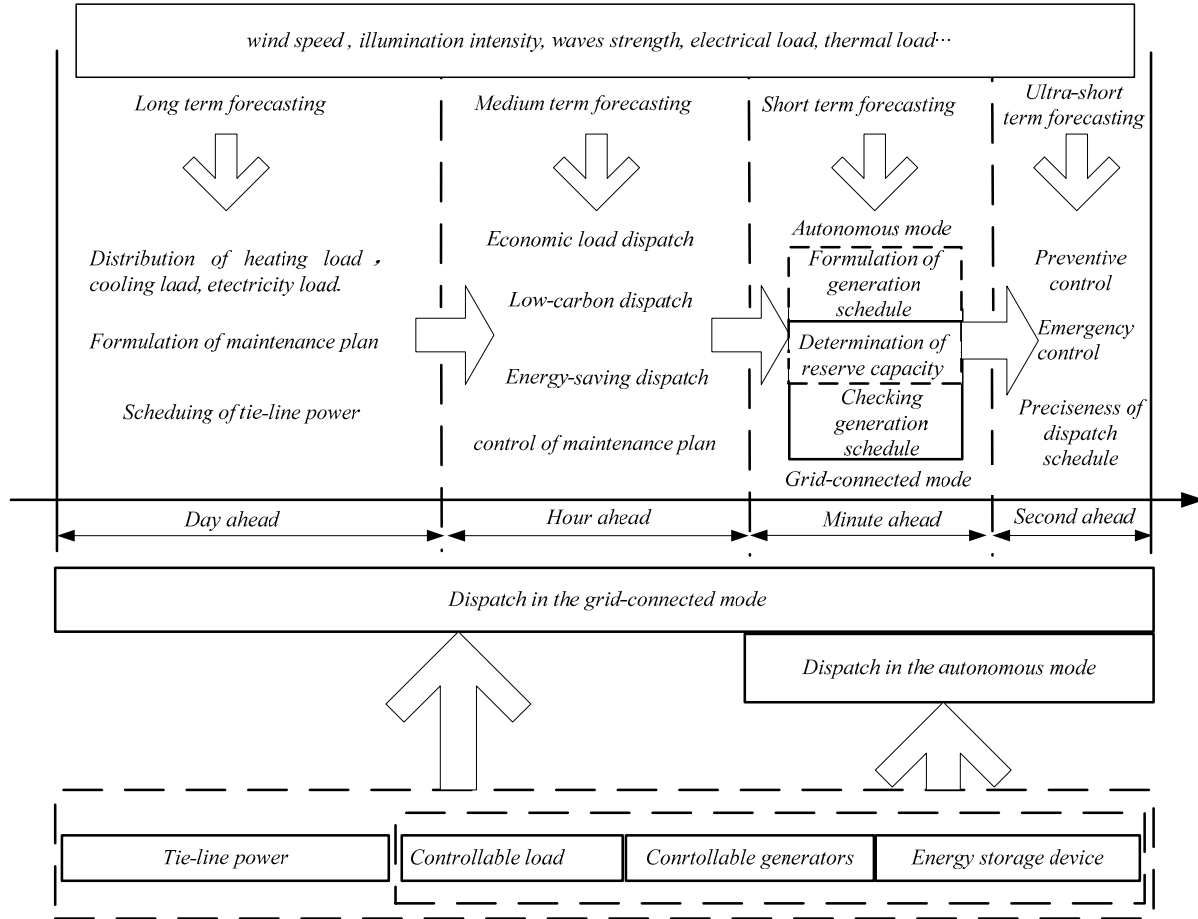 wind speed , illumination intensity, waves strength, electrical load, thermal load···
Long term forecasting
Medium term forecasting
Short term forecasting
Ultra-short
term forecasting
Distribution of heating load ,
cooling laad, etectricity load.
Formulation of maintenance plan
Scheduing of tie-line power
Economic load dispatch
Low-carbon dispatch
Energy-saving dispatch
control of maintenance plan
Autonomous mode
Formulation of
generation
schedule
Determination of
reserve capacity
Checking
generation
schedule
Grid-connected mode
Preventive
control
Emergency
control
Preciseness of
dispatch
schedule
Day ahead
Hour ahead
Minute ahead
Second ahead
Dispatch in the grid-connected mode
Dispatch in the autonomous mode
Tie-line power
Controllable load
Conrtollable generators
Energy storage device